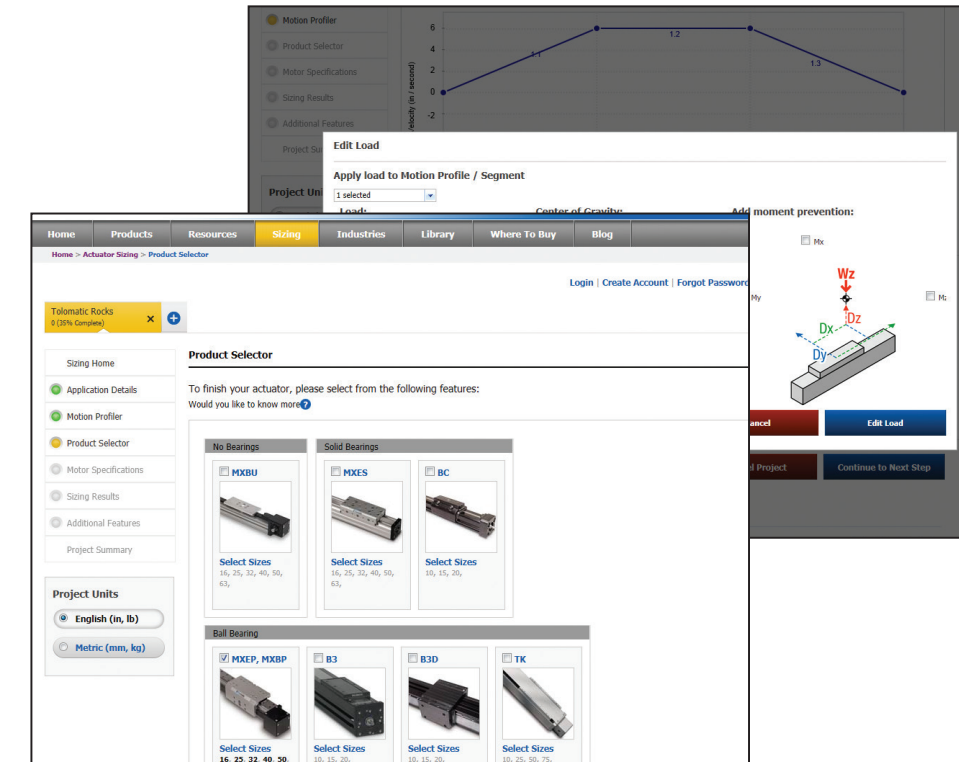 Motion Profiler
Product Selector
Motor Specifications
Sizing Results
Additional Features
Project Su
Project Uni
6
4
2
0
-2
Velocity (in / second)
1.1
1.2
1.3
Edit Load
Apply load to Motion Profile / Segment
1 selected
Load:
Center of Gravity:
Add moment prevention:
Mx
My
Mz
Wz
Dx
Dz
Dy
ancel
Edit Load
el Project
Continue to Next Step
Home
Products
Resources
Sizing
Industries
Library
Where To Buy
Blog
Home > Actuator Sizing > Product Selector
Login | Create Account | Forgot Password
Tolomatic Rocks
0 (35% Complete)
x
+
Sizing Home
Application Details
Motion Profiler
Product Selector
Motor Specifications
Sizing Results
Additional Features
Project Summary
Project Units
English (in, lb)
Metric (mm, kg)
Product Selector
To finish your actuator, please select from the following features:
Would you like to know more?
No Bearings
MXBU
Select Sizes
16, 25, 32, 40, 50,
63,
Solid Bearings
MXES
Select Sizes
16, 25, 32, 40, 50,
63,
BC
Select Sizes
10, 15, 20,
Ball Bearing
MXEP, MXBP
Select Sizes
16, 25, 32, 40, 50,
B3
Select Sizes
10, 15, 20,
B3D
Select Sizes
10, 15, 20,
TK
Select Sizes
10, 25, 50, 75,